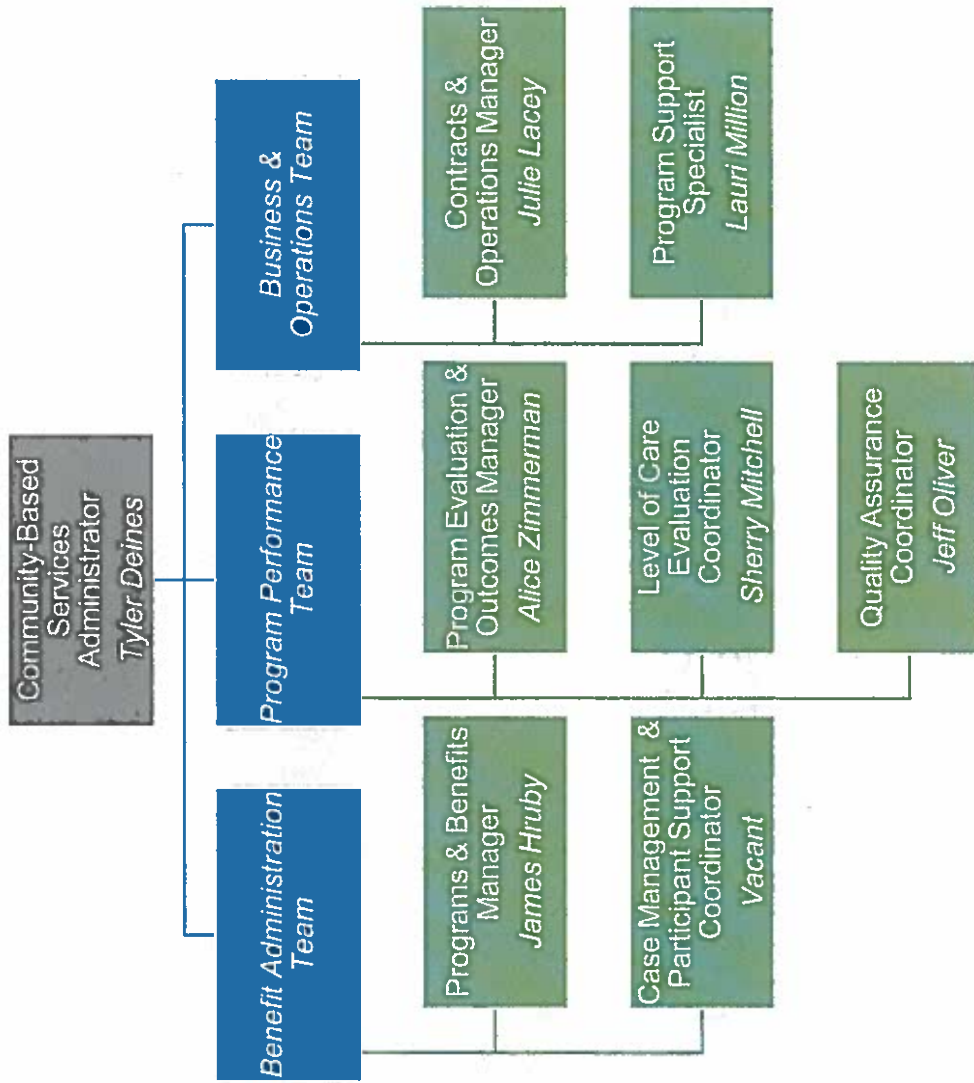 Community-Based
Services
Administrator
Tyler Deines
Benefit Administration
Team
Programs & Benefits
Manager
James Hruby
Case Management &
Participant Support
Coordinator
Vacant
Program Performance
Team
Program Evaluation &
Outcomes Manager
Alice Zimmerman
Level of Care
Evaluation
Coordinator
Sherry Mitchell
Quality Assurance
Coordinator
Jeff Oliver
Business &
Operations Team
Contracts &
Operations Manager
Julie Lacey
Program Support
Specialist
Lauri Million